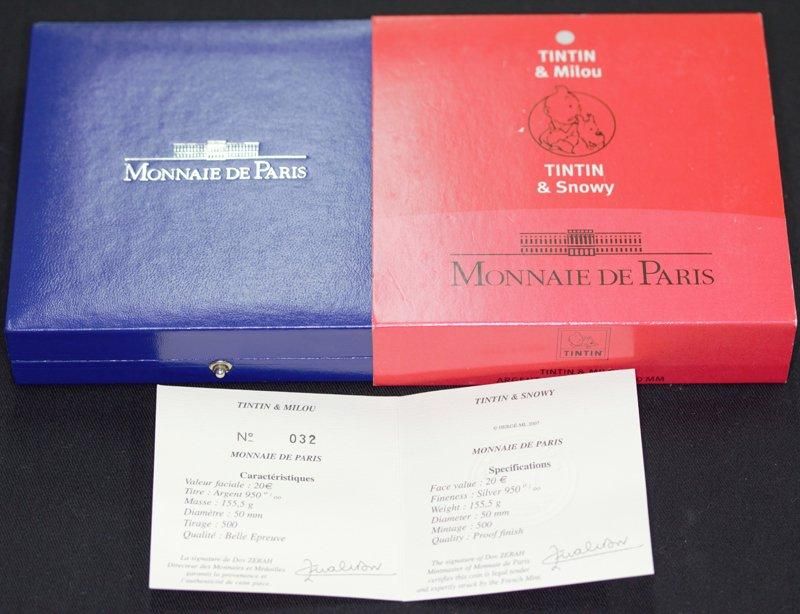 MONNAIE DE PARIS
TINTIN
& Milou
TINTIN
& Snowy
MONNAIE DE PARIS
TINTIN
TINTIN & MMM
TINTIN & MILOU
Nº 032
MONNAIE DE PARIS
Caractéristiques
Valeur faciale : 20 €
Titre : Argent 950 °/oo
Masse : 155,5 g
Diamètre : 50 mm
Tirage : 500
Qualité : Belle Epreuve
La signature de Dov ZERAH
Directeur des Monnaies et Médailles
garantit la provenance et
l'authenticité de cette pièce.
TINTIN & SNOWY
© HERGÉ/ML 2007
MONNAIE DE PARIS
Specifications
Face value : 20 €
Fineness : Silver 950 °/oo
Weight : 155.5 g
Diameter : 50 mm
Mintage : 500
Quality : Proof finish
The signature of Dov ZERAH
Mintmaster of Monnaie de Paris
certifies this coin is legal tender
and expertly struck by the French Mint.